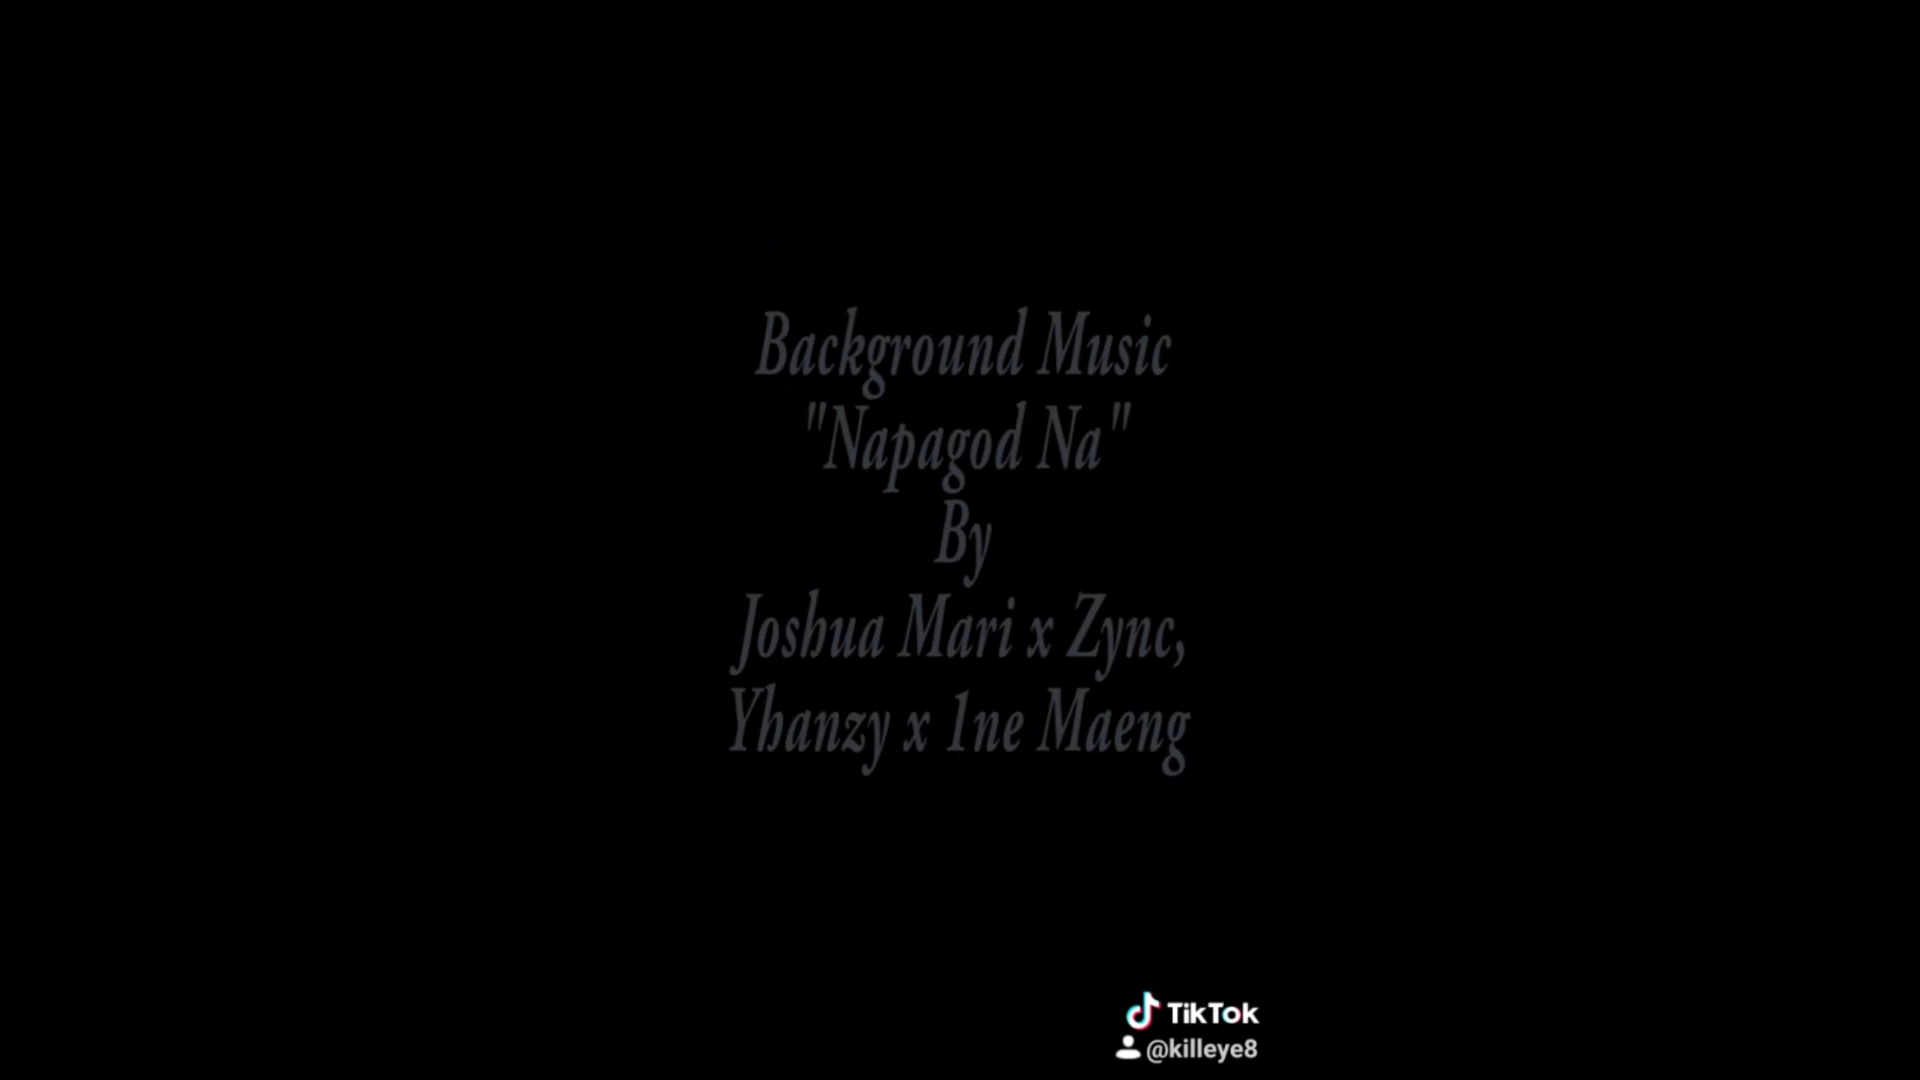 Background Music
"Napagod Na"
By
Joshua Mari x Zync,
Yhanzy x 1ne Maeng
TikTok
@killeye8